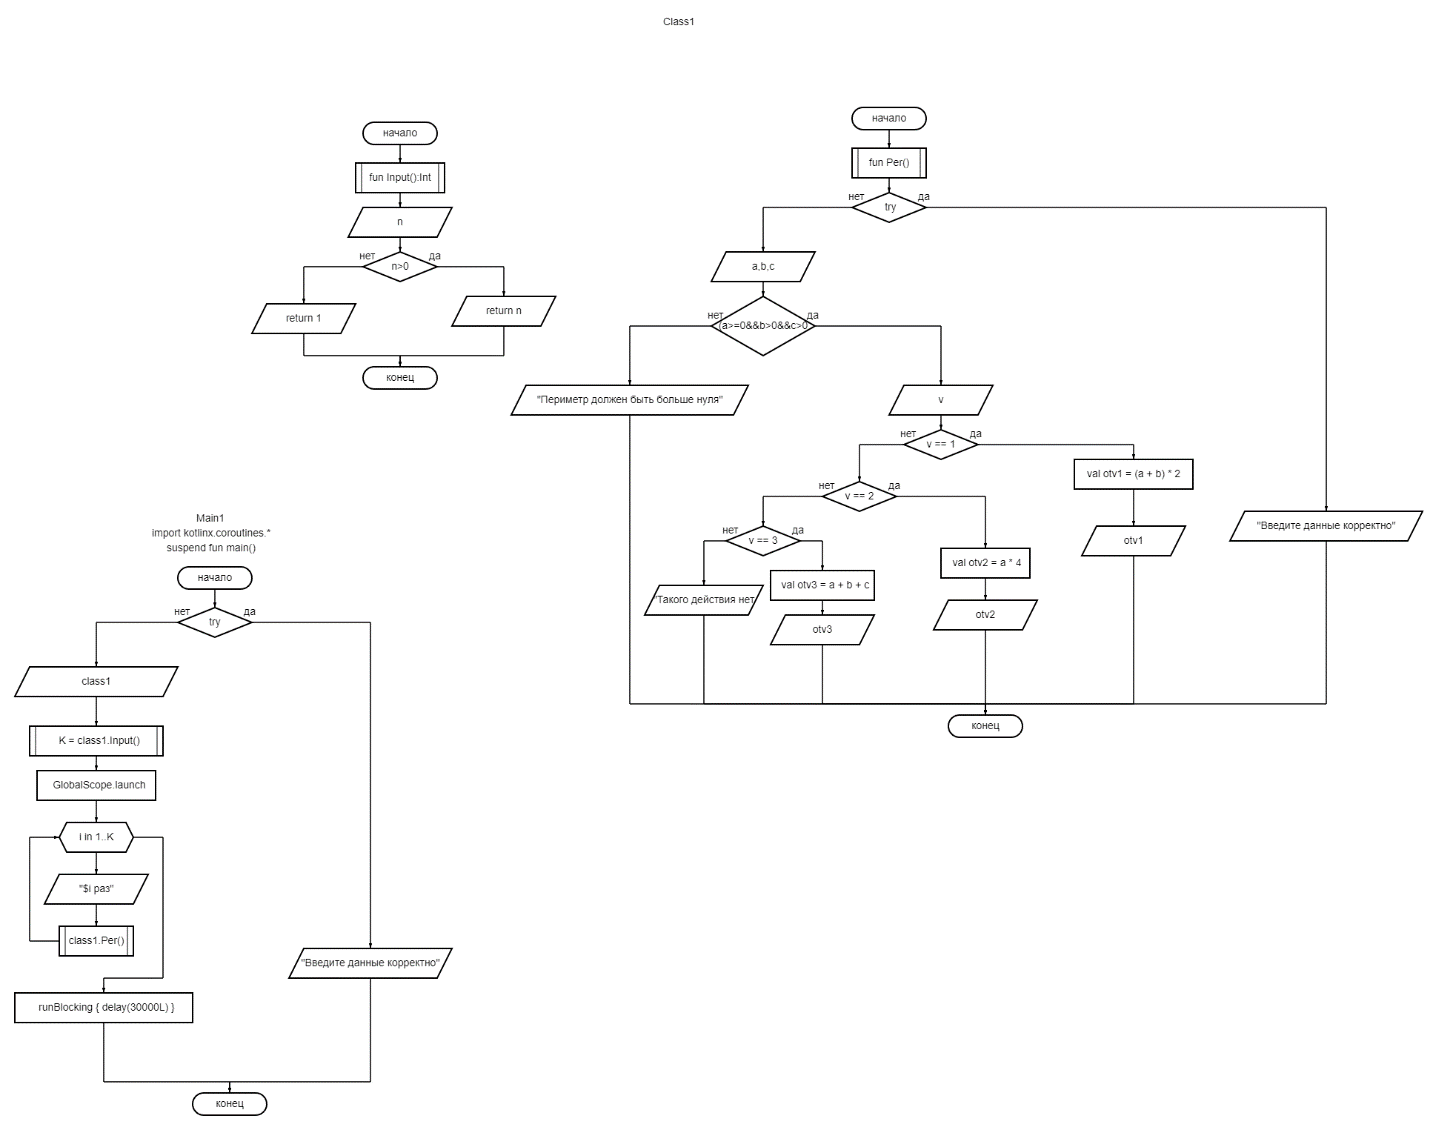 Class1
начало
fun Input():Int
n
нет
да
n>0
return 1
return n
конец
начало
fun Per()
нет
да
try
a,b,c
нет
да
(a>=0&&b>0&&c>0
"Периметр должен быть больше нуля"
v
нет
да
v == 1
val otv1 = (a + b) * 2
otv1
нет
да
v == 2
val otv2 = a * 4
otv2
нет
да
v == 3
"Такого действия нет
val otv3 = a + b + c
otv3
"Введите данные корректно"
конец
Main1
import kotlinx.coroutines.*
suspend fun main()
начало
нет
да
try
class1
K = class1.Input()
GlobalScope.launch
i in 1..K
"$i раз"
class1.Per()
runBlocking { delay(30000L) }
"Введите данные корректно"
конец